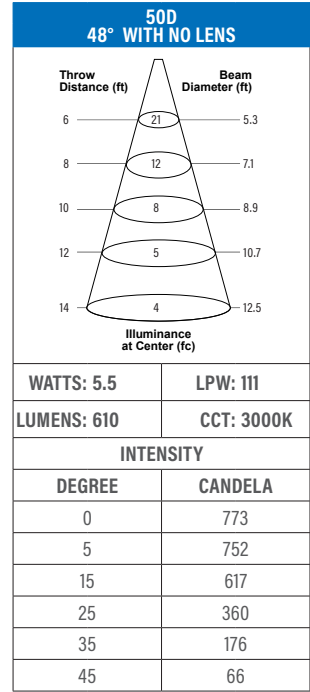 50D
48° WITH NO LENS
Throw Beam
Distance (ft) Diameter (ft)
6 21 5.3
8 12 7.1
10 8 8.9
12 5 10.7
14 4 12.5
Illuminance
at Center (fc)
WATTS: 5.5 LPW: 111
LUMENS: 610 CCT: 3000K
INTENSITY
DEGREE CANDELA
0 773
5 752
15 617
25 360
35 176
45 66